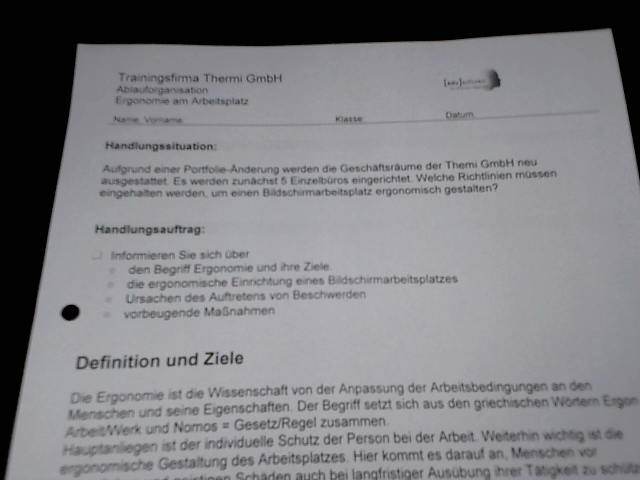 Trainingsfirma Thermi GmbH
Ablauforganisation
Ergonomie am Arbeitsplatz
Name, Vorname: Klasse: Datum:
Handlungssituation:
Aufgrund einer Portfolie-Änderung werden die Geschäftsräume der Themi GmbH neu
ausgestattet. Es werden zunächst 5 Einzelbüros eingerichtet. Welche Richtlinien müssen
eingehalten werden, um einen Bildschirmarbeitsplatz ergonomisch gestalten?
Handlungsauftrag:
Informieren Sie sich über
den Begriff Ergonomie und ihre Ziele
die ergonomische Einrichtung eines Bildschirmarbeitsplatzes
Ursachen des Auftretens von Beschwerden
vorbeugende Maßnahmen
Definition und Ziele
Die Ergonomie ist die Wissenschaft von der Anpassung der Arbeitsbedingungen an den
Menschen und seine Eigenschaften. Der Begriff setzt sich aus den griechischen Wörtern Ergon
Arbeit/Werk und Nomos = Gesetz/Regel zusammen.
Hauptanliegen ist der individuelle Schutz der Person bei der Arbeit. Weiterhin wichtig ist die
ergonomische Gestaltung des Arbeitsplatzes. Hier kommt es darauf an, Menschen vor
geistigen Schäden auch bei langfristiger Ausübung ihrer Tätigkeit zu